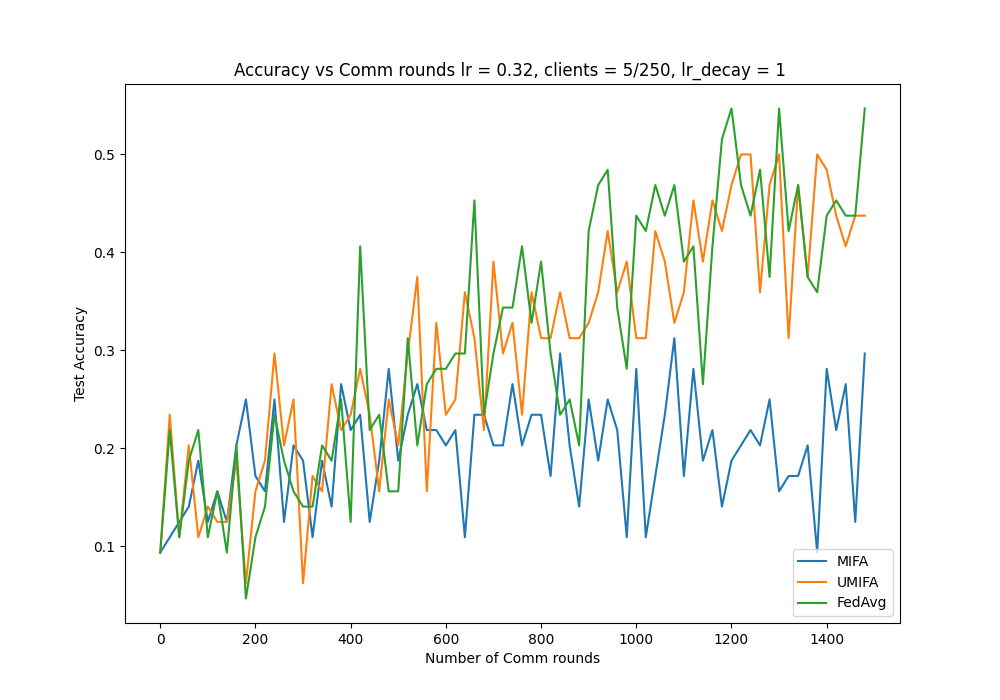 Accuracy vs Comm rounds lr = 0.32, clients = 5/250, lr_decay = 1
Test Accuracy
0.5
0.4
0.3
0.2
0.1
0 200 400 600 800 1000 1200 1400
Number of Comm rounds
MIFA
UMIFA
FedAvg